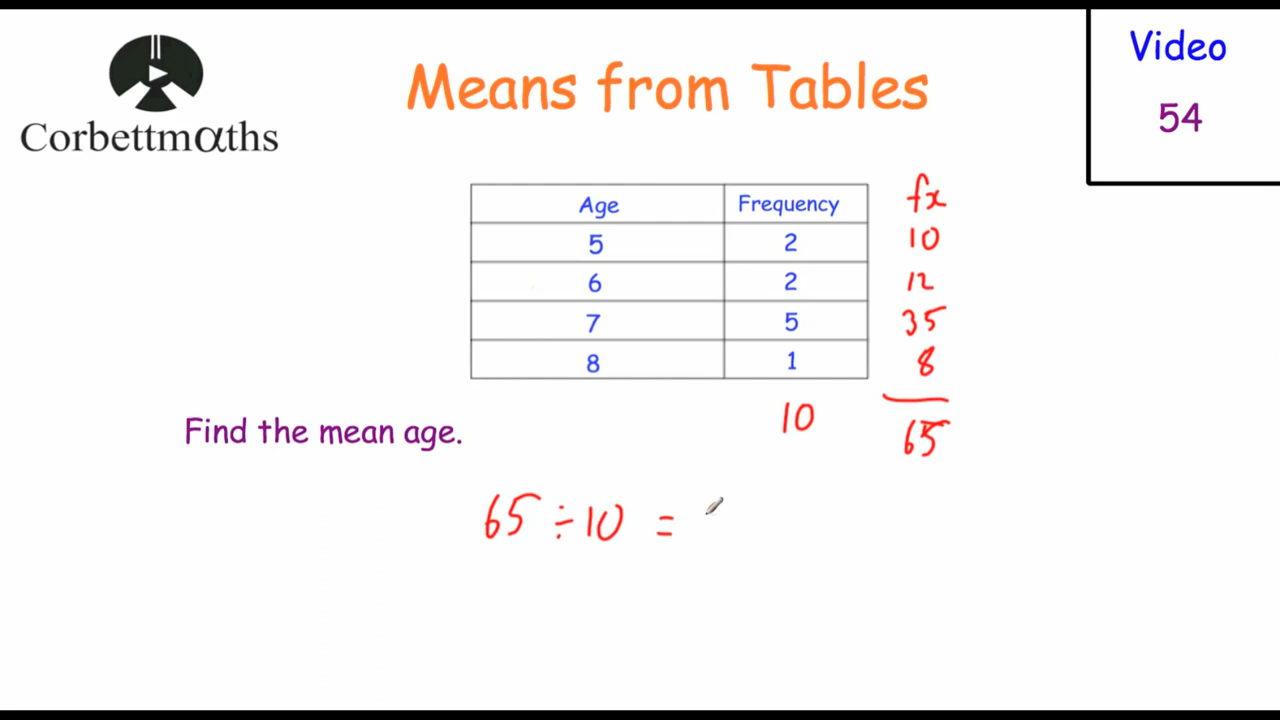 Corbettmαths
Means from Tables
Video
54
Age Frequency fx
5 2 10
6 2 12
7 5 35
8 1 8
10 65
Find the mean age.
65 ÷ 10 =